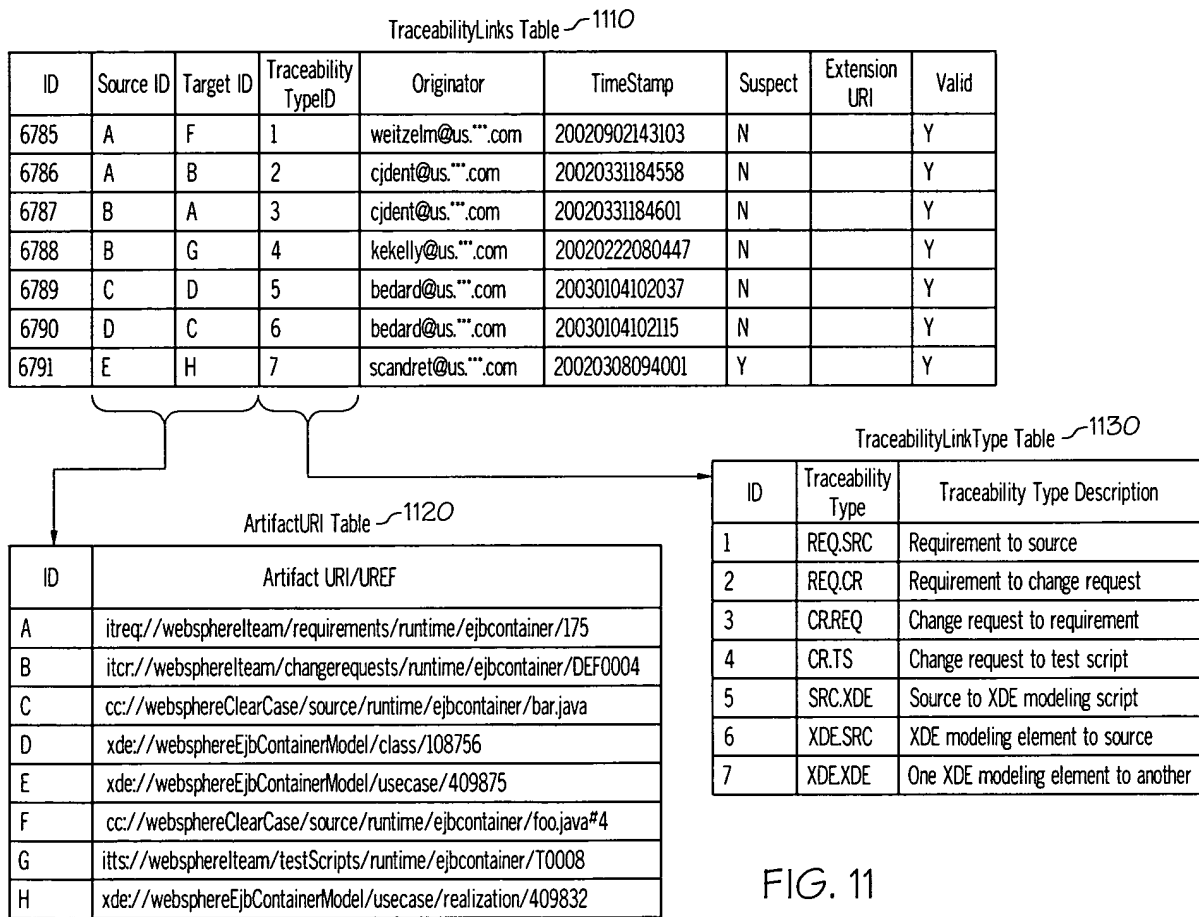 TraceabilityLinks Table 1110
ID Source ID Target ID Traceability TypeID Originator TimeStamp Suspect Extension URI Valid
6785 A F 1 weitzelm@us.***.com 20020902143103 N Y
6786 A B 2 cjdent@us.***.com 20020331184558 N Y
6787 B A 3 cjdent@us.***.com 20020331184601 N Y
6788 B G 4 kekelly@us.***.com 20020222080447 N Y
6789 C D 5 bedard@us.***.com 20030104102037 N Y
6790 D C 6 bedard@us.***.com 20030104102115 N Y
6791 E H 7 scandret@us.***.com 20020308094001 Y Y
TraceabilityLinkType Table 1130
ID Traceability Type Traceability Type Description
1 REQ.SRC Requirement to source
2 REQ.CR Requirement to change request
3 CR.REQ Change request to requirement
4 CR.TS Change request to test script
5 SRC.XDE Source to XDE modeling script
6 XDE.SRC XDE modeling element to source
7 XDE.XDE One XDE modeling element to another
ArtifactURI Table 1120
ID Artifact URI/UREF
A itreq://websphereIteam/requirements/runtime/ejbcontainer/175
B itcr://websphereIteam/changerequests/runtime/ejbcontainer/DEF0004
C cc://websphereClearCase/source/runtime/ejbcontainer/bar.java
D xde://websphereEjbContainerModel/class/108756
E xde://websphereEjbContainerModel/usecase/409875
F cc://websphereClearCase/source/runtime/ejbcontainer/foo.java#4
G itts://websphereIteam/testScripts/runtime/ejbcontainer/T0008
H xde://websphereEjbContainerModel/usecase/realization/409832
FIG. 11